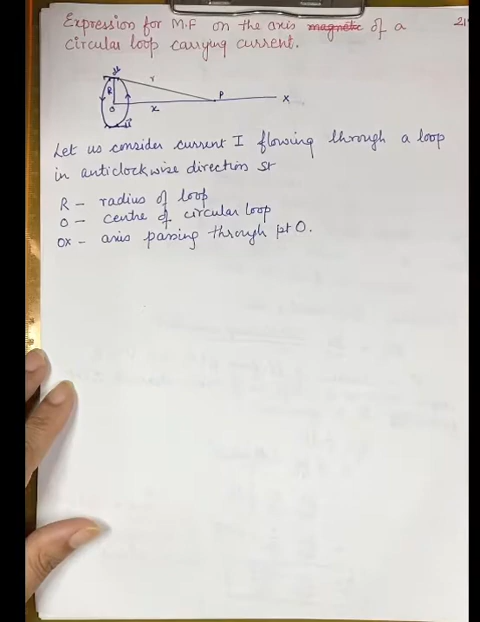 Expression for M.F on the axis magnetic of a
circular loop carrying current.
r
R
P
O
x
X
Let us consider current I flowing through a loop
in anticlockwise direction st
R - radius of loop
O - centre of circular loop
OX - axis passing through pt O.